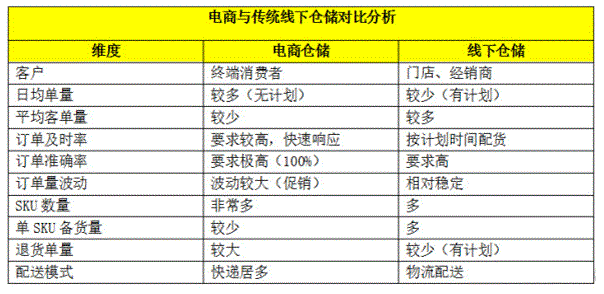 电商与传统线下仓储对比分析
维度 电商仓储 线下仓储
客户 终端消费者 门店、经销商
日均单量 较多（无计划） 较少（有计划）
平均客单量 较少 较多
订单及时率 要求较高，快速响应 按计划时间配货
订单准确率 要求极高（100%） 要求高
订单量波动 波动较大（促销） 相对稳定
SKU 数量 非常多 多
单 SKU 备货量 较少 多
退货单量 较大 较少（有计划）
配送模式 快递居多 物流配送